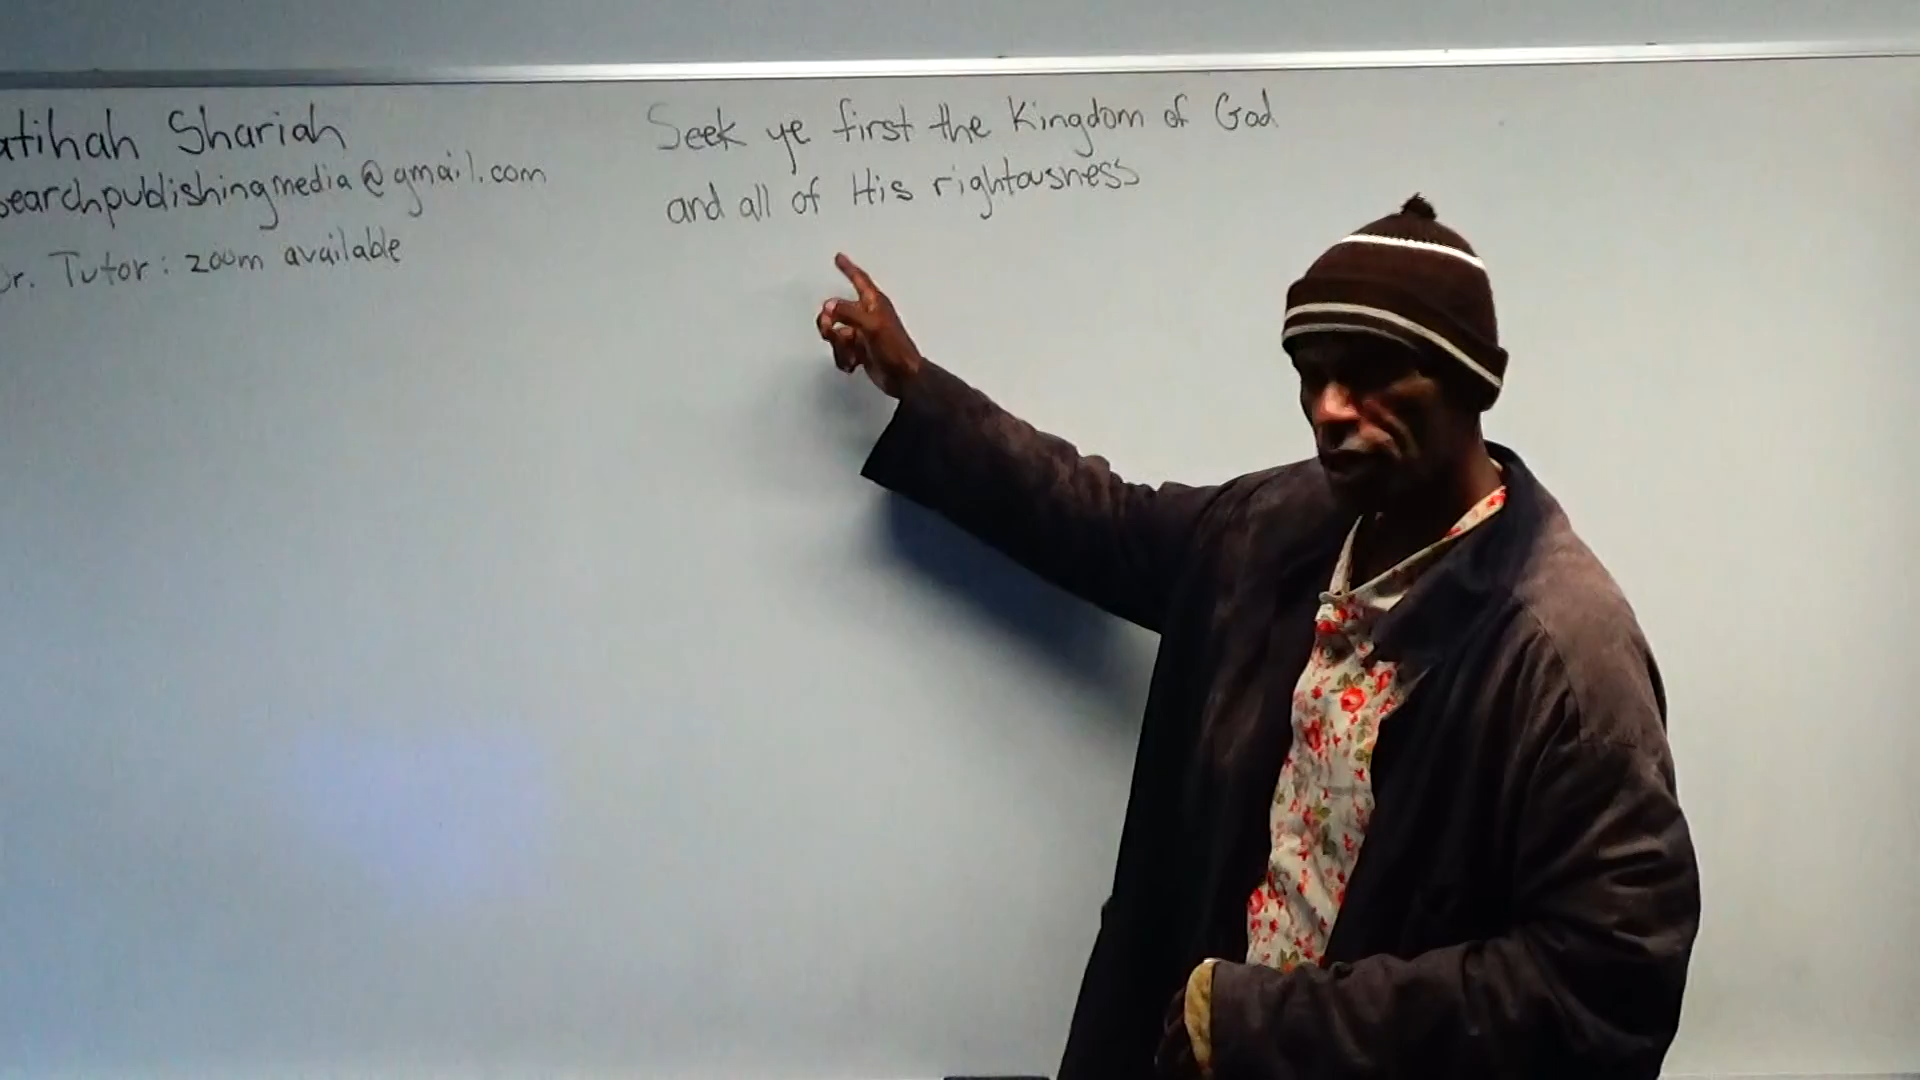 atihah Shariah
searchpublishingmedia@gmail.com
Dr. Tutor: zoom available
Seek ye first the Kingdom of God
and all of His rightousness